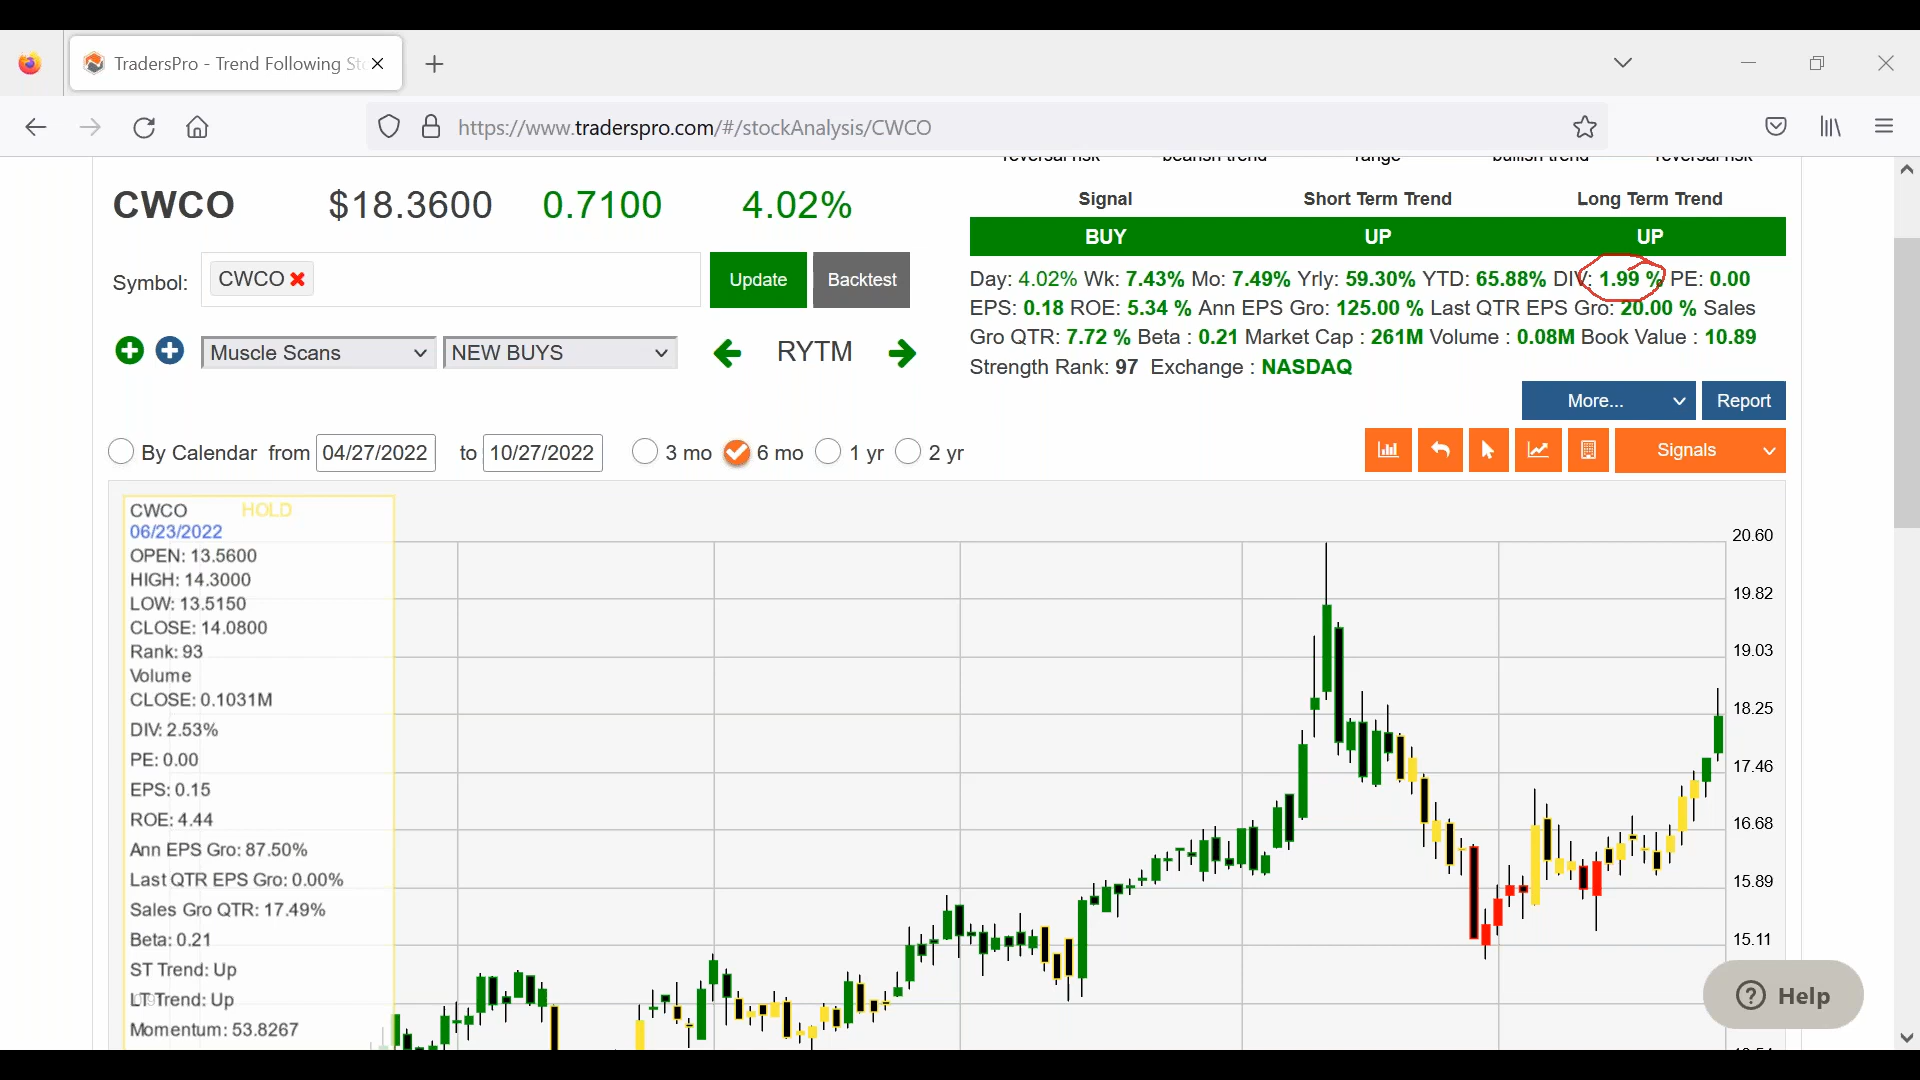 TradersPro - Trend Following St
https://www.traderspro.com/#/stockAnalysis/CWCO
reversal risk bearish trend range bullish trend reversal risk
CWCO $18.3600 0.7100 4.02%
Signal Short Term Trend Long Term Trend
BUY UP UP
Symbol: CWCO Update Backtest
Day: 4.02% Wk: 7.43% Mo: 7.49% Yrly: 59.30% YTD: 65.88% DIV: 1.99 % PE: 0.00
EPS: 0.18 ROE: 5.34 % Ann EPS Gro: 125.00 % Last QTR EPS Gro: 20.00 % Sales
Gro QTR: 7.72 % Beta : 0.21 Market Cap : 261M Volume : 0.08M Book Value : 10.89
Strength Rank: 97 Exchange : NASDAQ
Muscle Scans NEW BUYS RYTM
More... Report
By Calendar from 04/27/2022 to 10/27/2022 3 mo 6 mo 1 yr 2 yr
Signals
CWCO HOLD
06/23/2022
OPEN: 13.5600
HIGH: 14.3000
LOW: 13.5150
CLOSE: 14.0800
Rank: 93
Volume
CLOSE: 0.1031M
DIV: 2.53%
PE: 0.00
EPS: 0.15
ROE: 4.44
Ann EPS Gro: 87.50%
Last QTR EPS Gro: 0.00%
Sales Gro QTR: 17.49%
Beta: 0.21
ST Trend: Up
LT Trend: Up
Momentum: 53.8267
20.60
19.82
19.03
18.25
17.46
16.68
15.89
15.11
Help